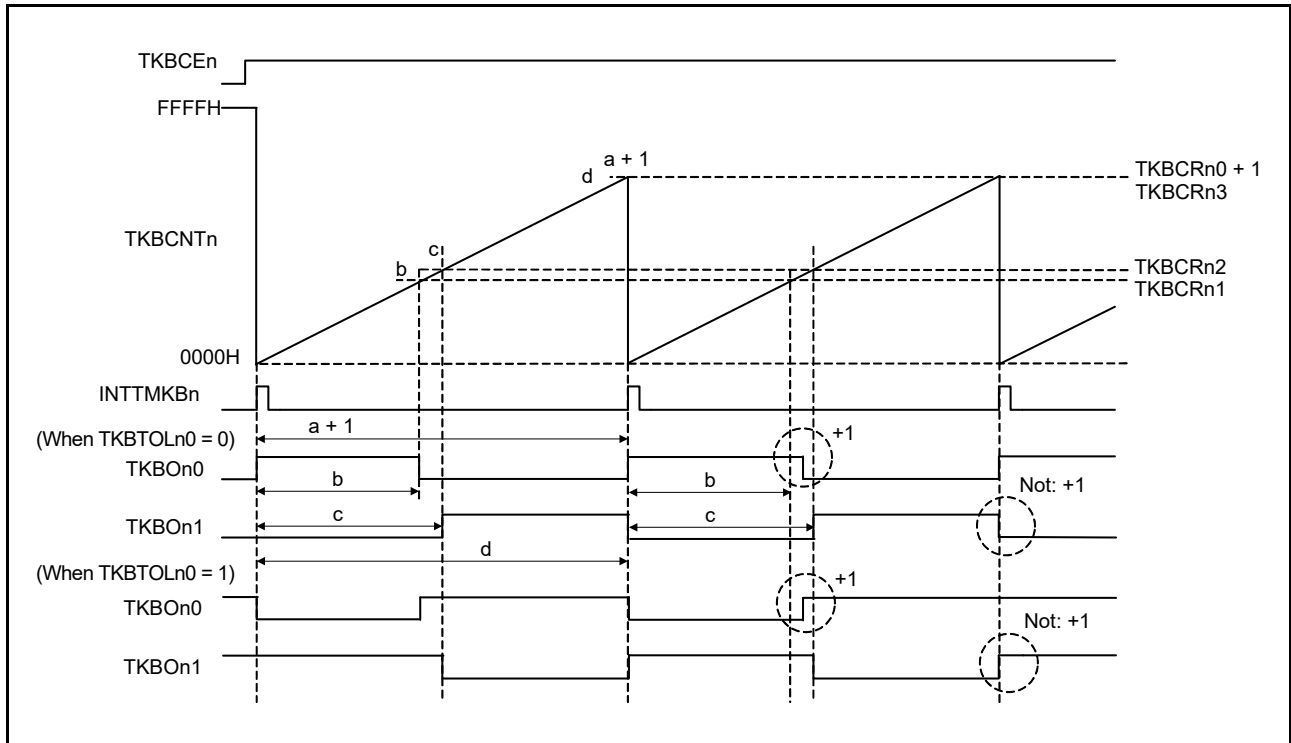 TKBCEn
FFFFH
a + 1
d
TKBCRn0 + 1
TKBCRn3
TKBCNTn
c
b
TKBCRn2
TKBCRn1
0000H
INTTMKBn
(When TKBTOLn0 = 0)
a + 1
+1
TKBOn0
b
b
Not: +1
TKBOn1
c
c
d
(When TKBTOLn0 = 1)
+1
TKBOn0
Not: +1
TKBOn1